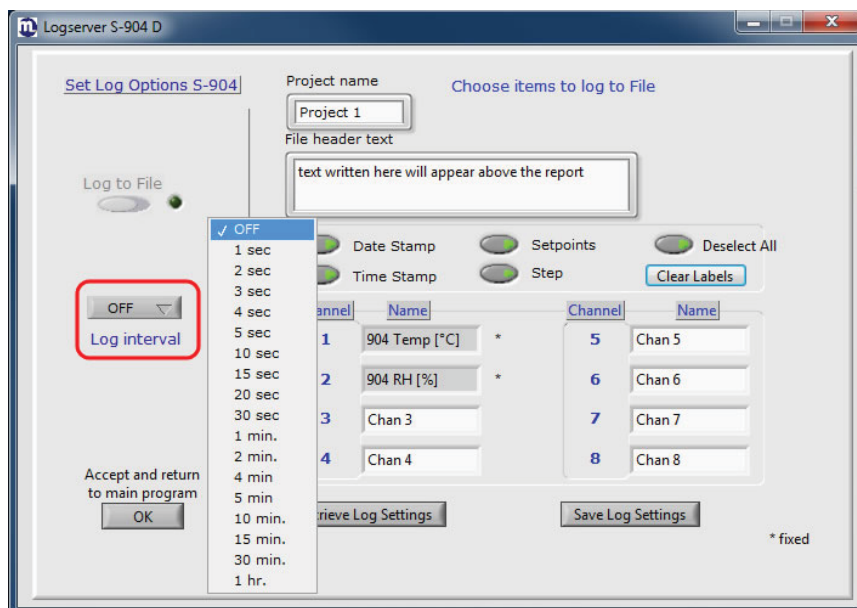 Logserver S-904 D
Set Log Options S-904
Project name
Choose items to log to File
Project 1
File header text
text written here will appear above the report
Log to File
Date Stamp
Setpoints
Deselect All
Time Stamp
Step
Clear Labels
OFF
Log interval
OFF
1 sec
2 sec
3 sec
4 sec
5 sec
10 sec
15 sec
20 sec
30 sec
1 min.
2 min.
4 min
5 min
10 min.
15 min.
30 min.
1 hr.
annel Name
Channel Name
1 904 Temp [°C] *
5 Chan 5
2 904 RH [%] *
6 Chan 6
3 Chan 3
7 Chan 7
4 Chan 4
8 Chan 8
Accept and return
to main program
OK
rieve Log Settings
Save Log Settings
* fixed